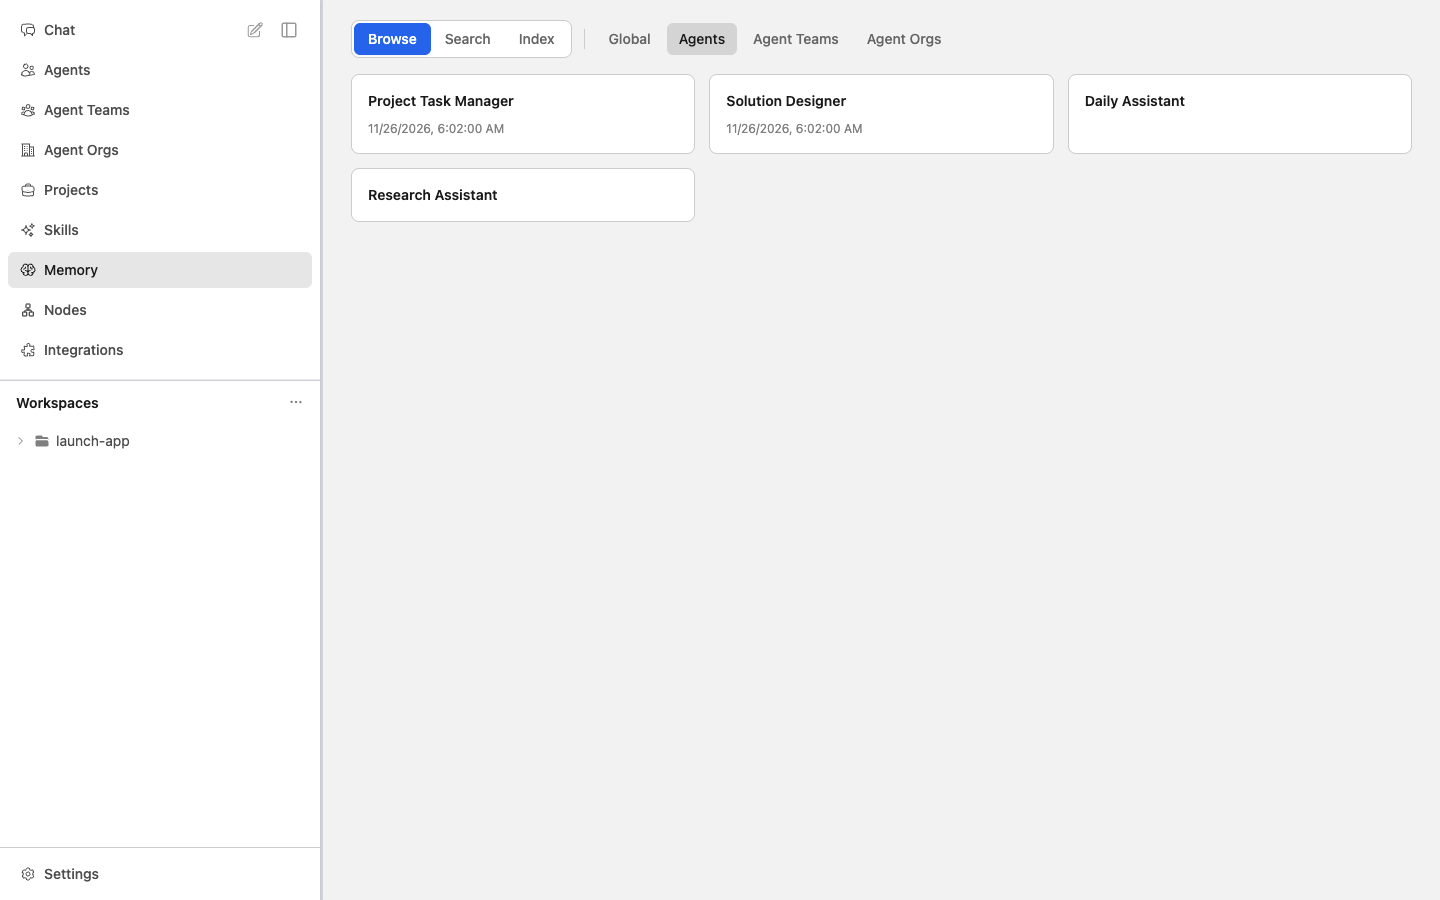 Chat
Agents
Agent Teams
Agent Orgs
Projects
Skills
Memory
Nodes
Integrations
Workspaces
launch-app
Settings
Browse Search Index Global Agents Agent Teams Agent Orgs
Project Task Manager
11/26/2026, 6:02:00 AM
Solution Designer
11/26/2026, 6:02:00 AM
Daily Assistant
Research Assistant